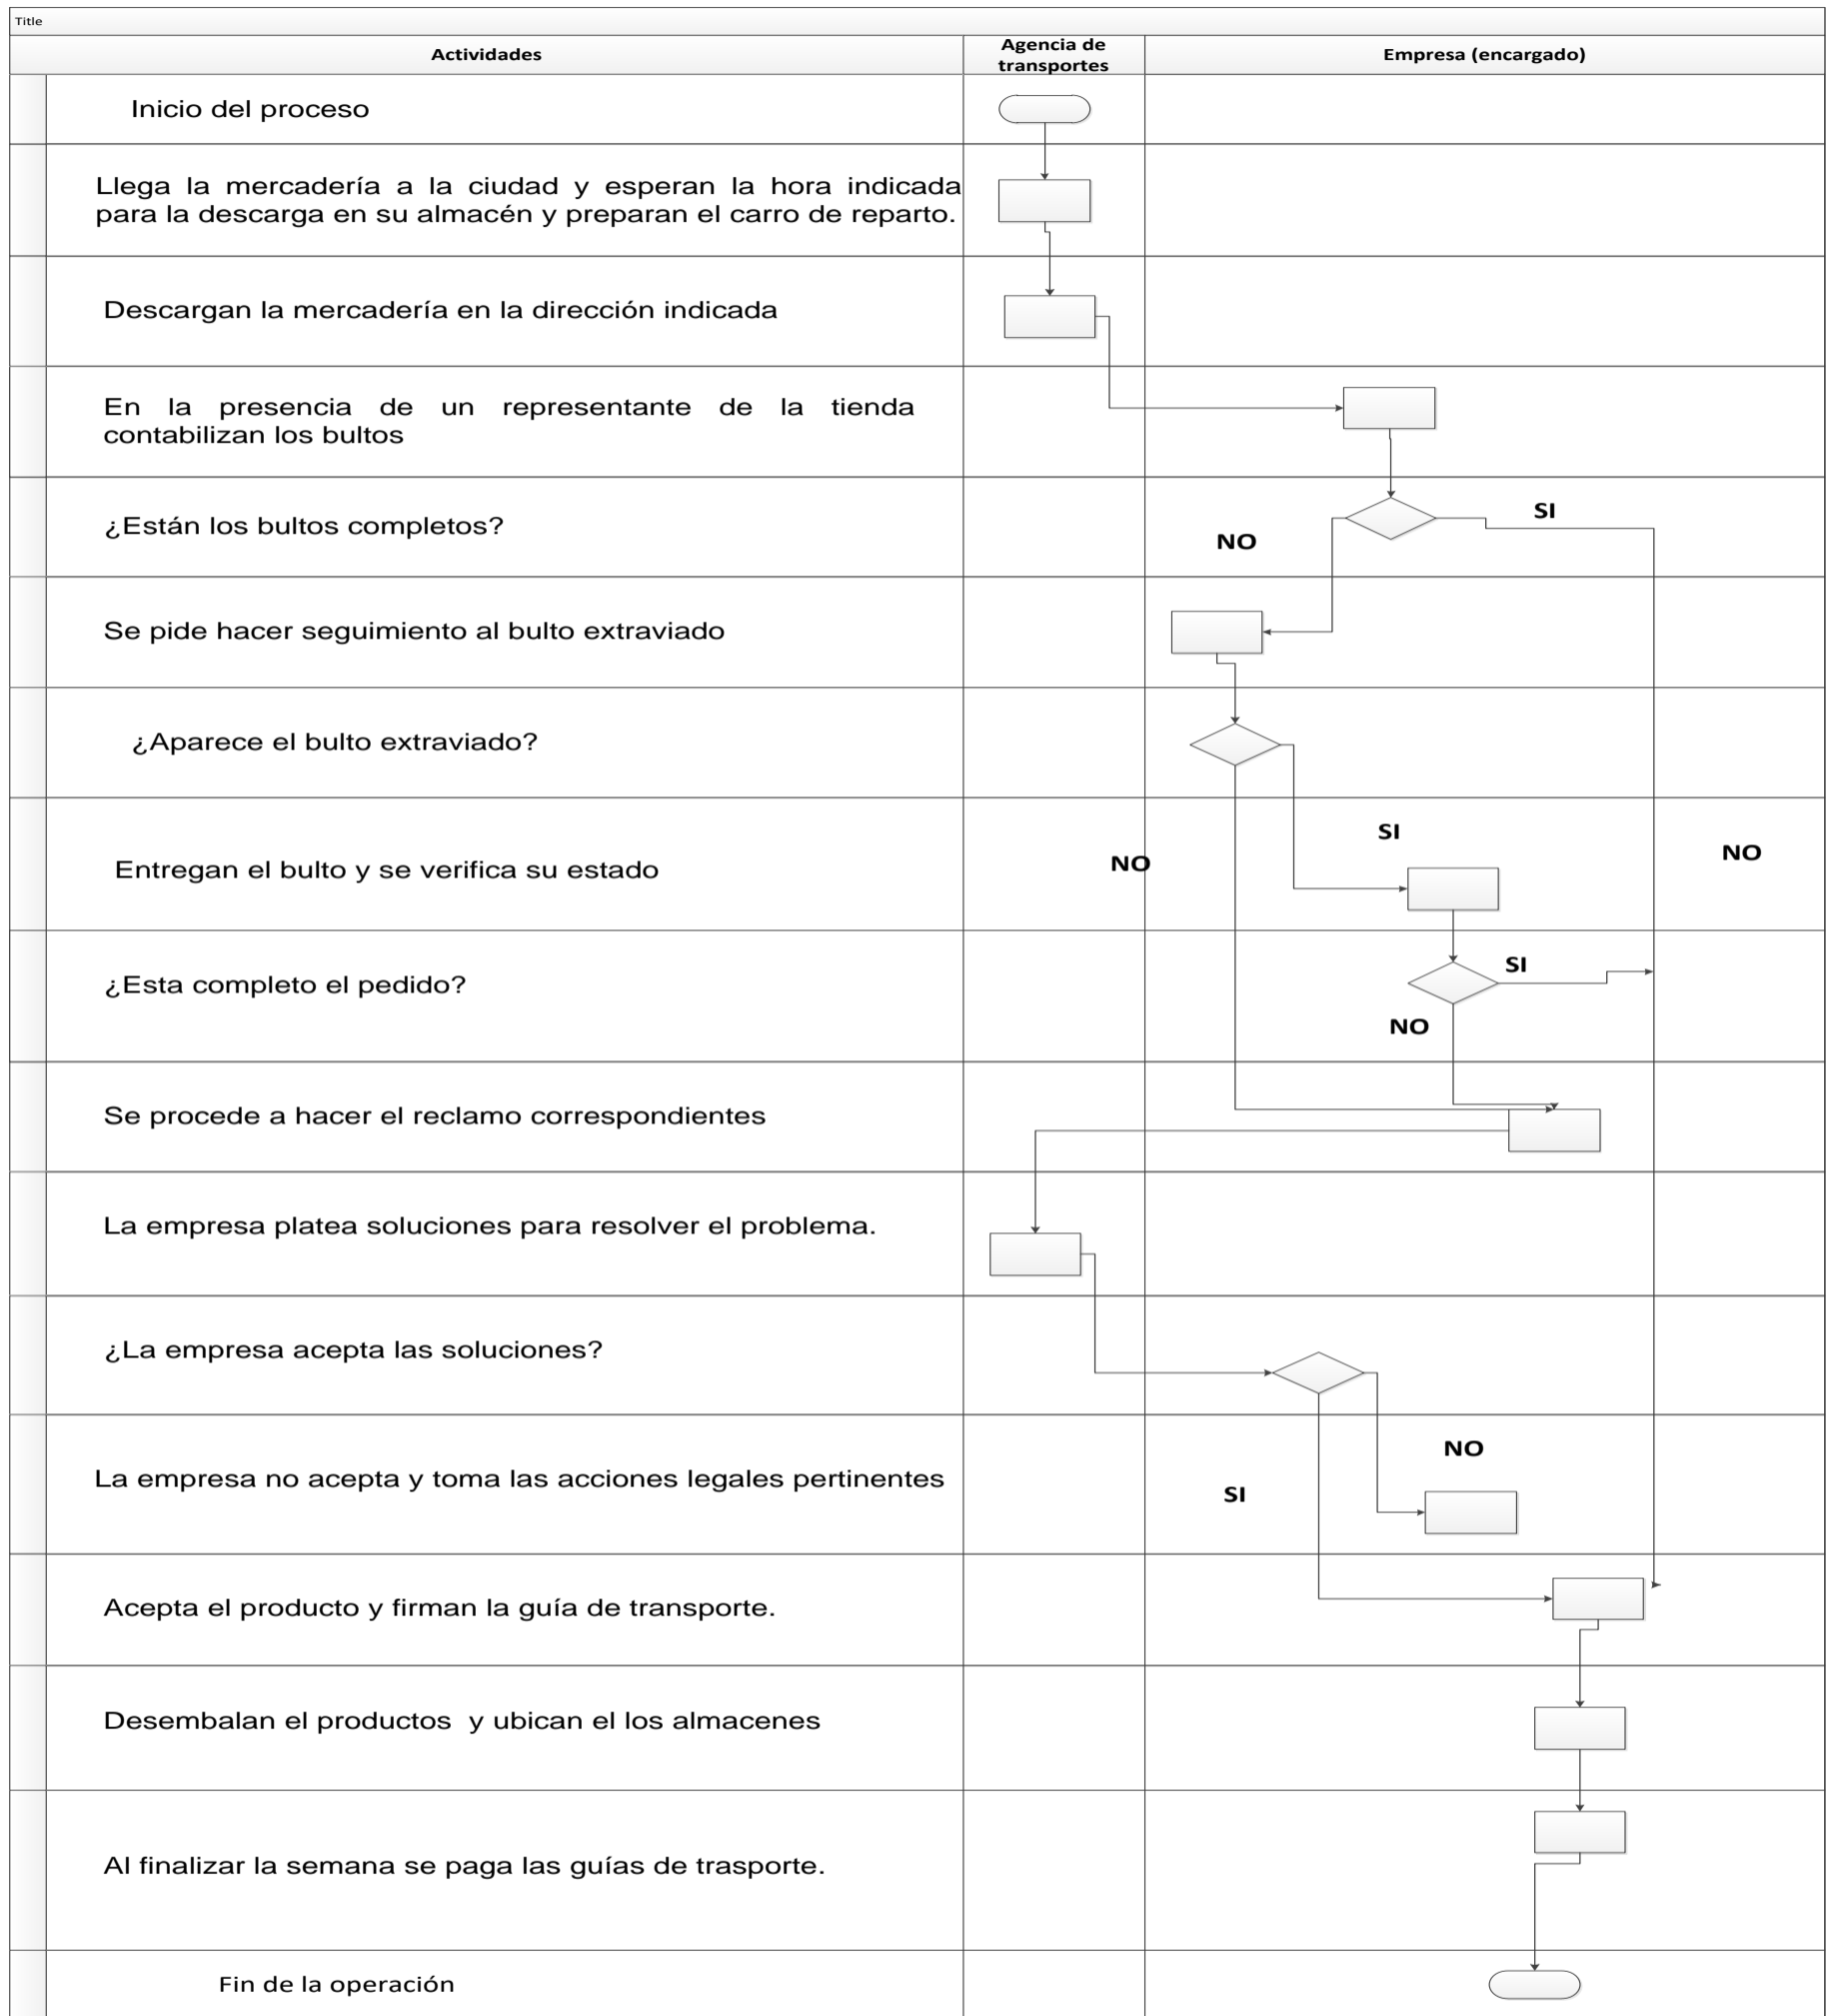 Title
Actividades
Agencia de
transportes
Empresa (encargado)
Inicio del proceso
Llega la mercadería a la ciudad y esperan la hora indicada
para la descarga en su almacén y preparan el carro de reparto.
Descargan la mercadería en la dirección indicada
En la presencia de un representante de la tienda
contabilizan los bultos
¿Están los bultos completos?
SI
NO
Se pide hacer seguimiento al bulto extraviado
¿Aparece el bulto extraviado?
Entregan el bulto y se verifica su estado
NO
SI
NO
¿Esta completo el pedido?
SI
NO
Se procede a hacer el reclamo correspondientes
La empresa platea soluciones para resolver el problema.
¿La empresa acepta las soluciones?
La empresa no acepta y toma las acciones legales pertinentes
SI
NO
Acepta el producto y firman la guía de transporte.
Desembalan el productos y ubican el los almacenes
Al finalizar la semana se paga las guías de trasporte.
Fin de la operación